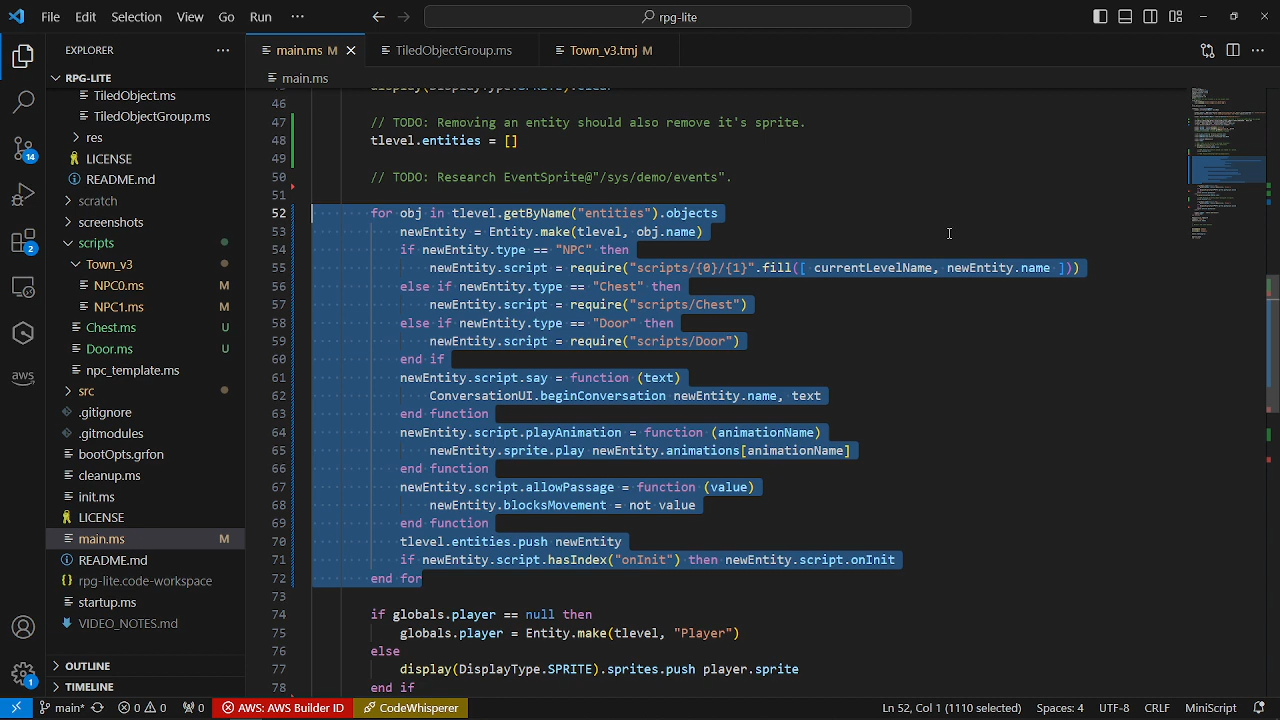 File Edit Selection View Go Run ··· rpg-lite
EXPLORER ···
main.ms M
TiledObjectGroup.ms
Town_v3.tmj M
RPG-LITE
main.ms
TiledObject.ms
TiledObjectGroup.ms
res
LICENSE
README.md
scratch
screenshots
scripts
Town_v3
NPC0.ms M
NPC1.ms M
Chest.ms U
Door.ms U
npc_template.ms
src
.gitignore
.gitmodules
bootOpts.grfon
cleanup.ms
init.ms
LICENSE
main.ms M
README.md
rpg-lite.code-workspace
startup.ms
VIDEO_NOTES.md
OUTLINE
TIMELINE
14
aws
1
46
47 // TODO: Removing an entity should also remove it's sprite.
48 tlevel.entities = []
49
50 // TODO: Research EventSprite@"/sys/demo/events".
51
52 for obj in tlevel.getByName("entities").objects
53 newEntity = Entity.make(tlevel, obj.name)
54 if newEntity.type == "NPC" then
55 newEntity.script = require("scripts/{0}/{1}".fill([ currentLevelName, newEntity.name ]))
56 else if newEntity.type == "Chest" then
57 newEntity.script = require("scripts/Chest")
58 else if newEntity.type == "Door" then
59 newEntity.script = require("scripts/Door")
60 end if
61 newEntity.script.say = function (text)
62 ConversationUI.beginConversation newEntity.name, text
63 end function
64 newEntity.script.playAnimation = function (animationName)
65 newEntity.sprite.play newEntity.animations[animationName]
66 end function
67 newEntity.script.allowPassage = function (value)
68 newEntity.blocksMovement = not value
69 end function
70 tlevel.entities.push newEntity
71 if newEntity.script.hasIndex("onInit") then newEntity.script.onInit
72 end for
73
74 if globals.player == null then
75 globals.player = Entity.make(tlevel, "Player")
76 else
77 display(DisplayType.SPRITE).sprites.push player.sprite
78 end if
main* 0 0 0 AWS: AWS Builder ID CodeWhisperer Ln 52, Col 1 (1110 selected) Spaces: 4 UTF-8 CRLF MiniScript